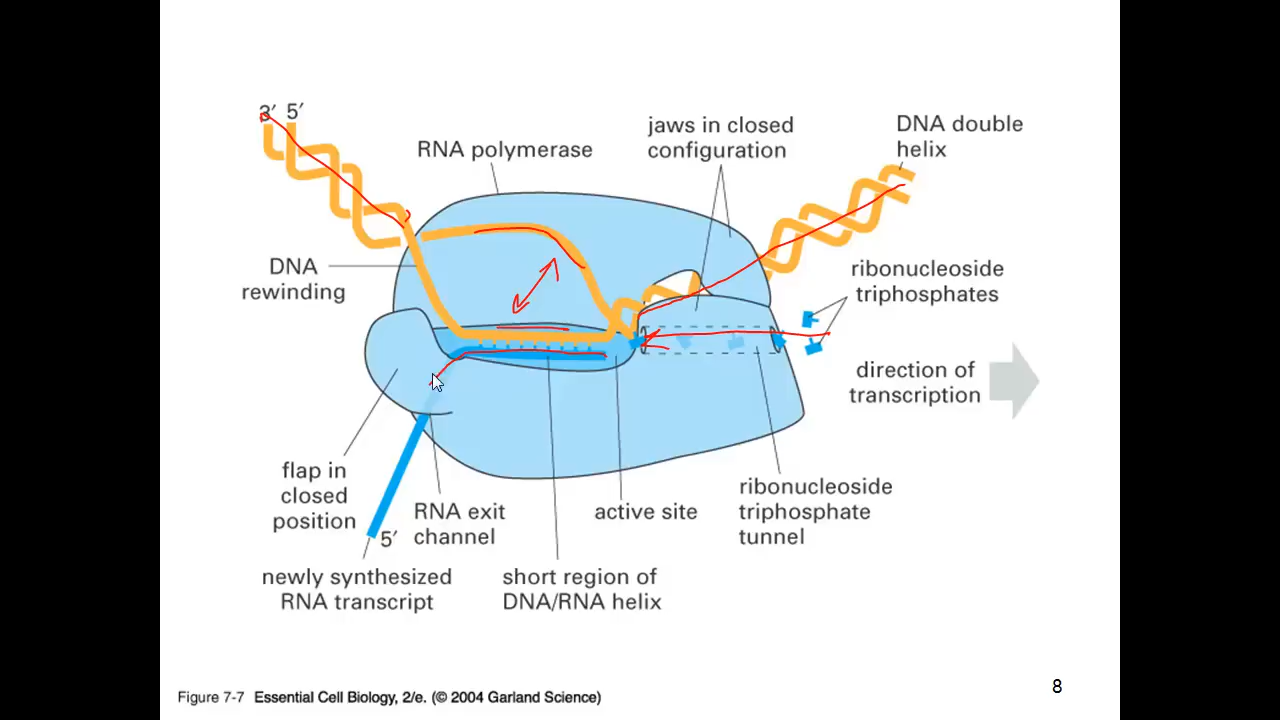 3′ 5′
RNA polymerase
jaws in closed
configuration
DNA double
helix
DNA
rewinding
ribonucleoside
triphosphates
direction of
transcription
flap in
closed
position
5′
RNA exit
channel
active site
ribonucleoside
triphosphate
tunnel
newly synthesized
RNA transcript
short region of
DNA/RNA helix
Figure 7-7 Essential Cell Biology, 2/e. (© 2004 Garland Science)
8